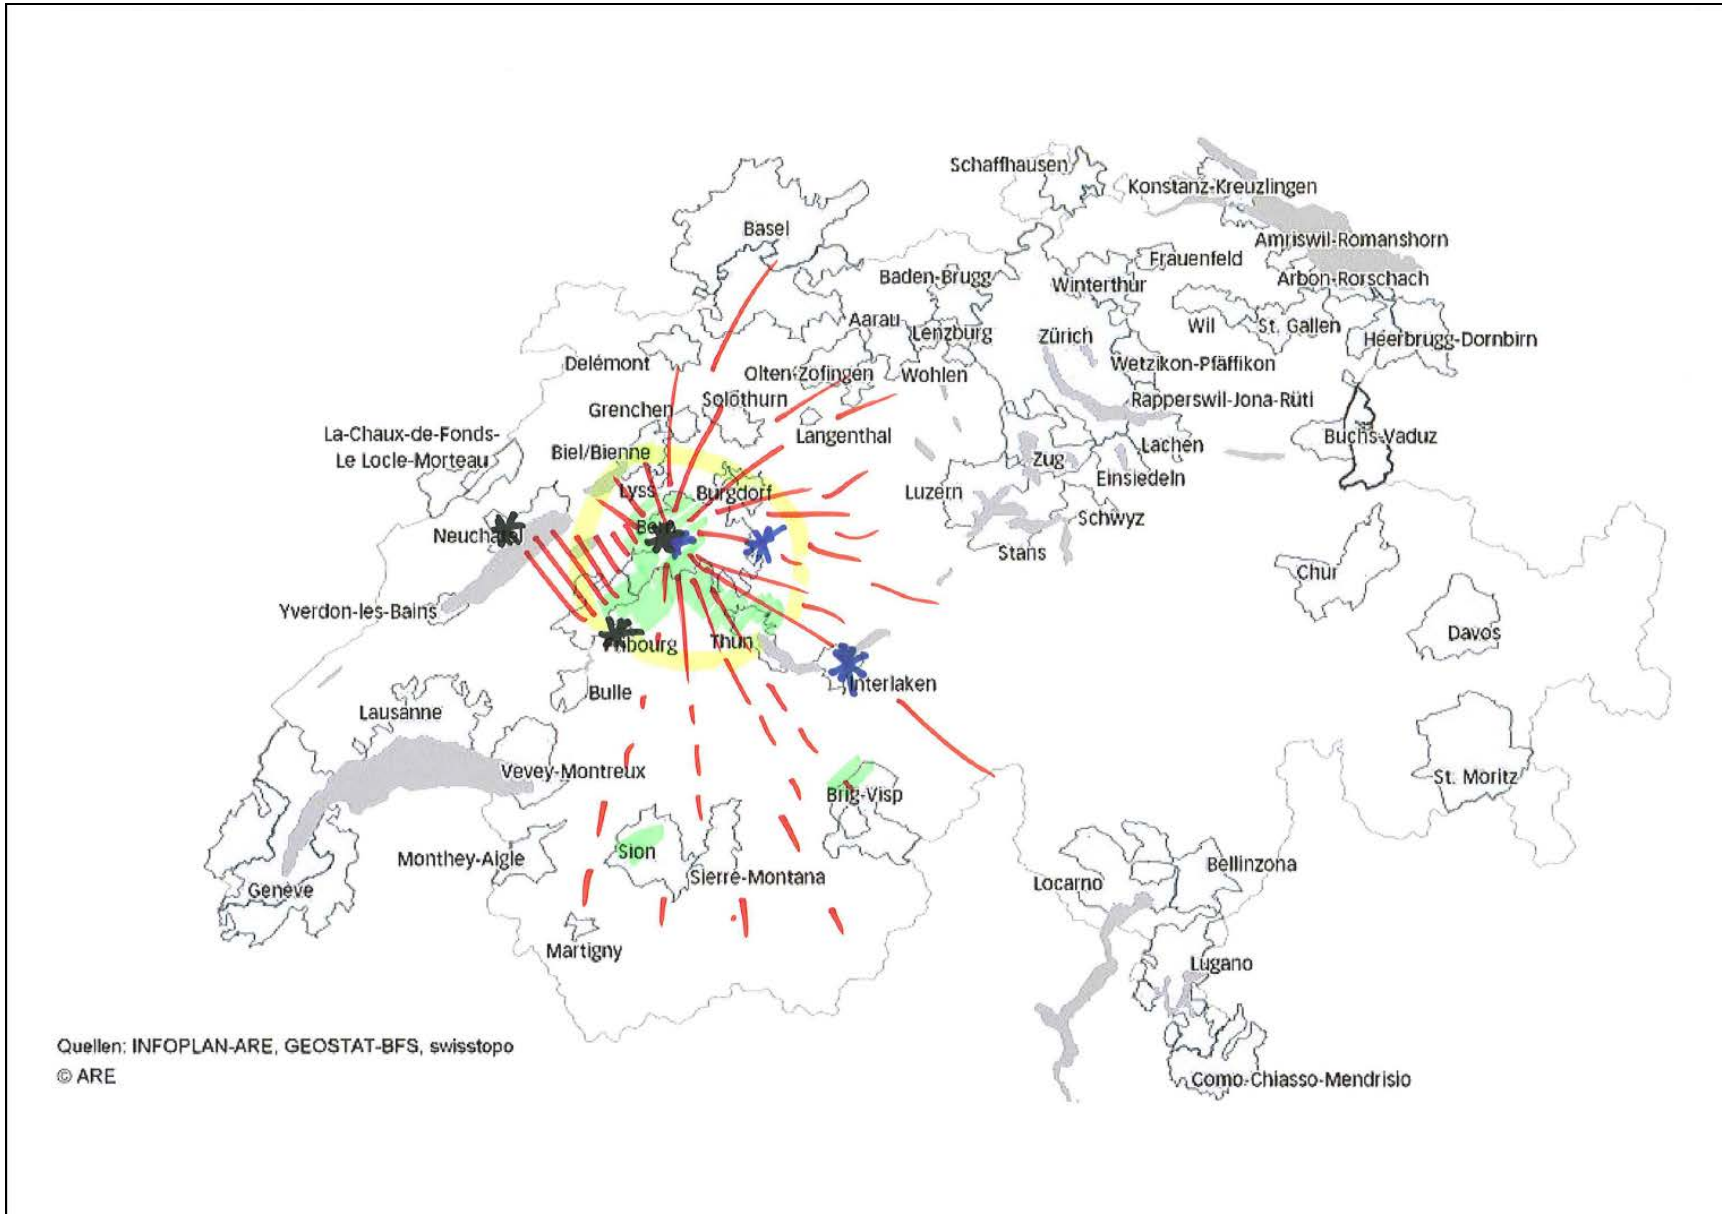 Schaffhausen
Konstanz-Kreuzlingen
Basel
Amriswil-Romanshorn
Frauenfeld
Baden-Brugg
Winterthur
Arbon-Rorschach
Aarau
Lenzburg
Zürich
Wil
St. Gallen
Heerbrugg-Dornbirn
Delémont
Olten-Zofingen
Wohlen
Wetzikon-Pfäffikon
Grenchen
Solothurn
Rapperswil-Jona-Rüti
La-Chaux-de-Fonds-
Le Locle-Morteau
Langenthal
Buchs-Vaduz
Biel/Bienne
Lachen
Zug
Einsiedeln
Lyss
Burgdorf
Luzern
Schwyz
Neuchâtel
Bern
Stans
Chur
Yverdon-les-Bains
Davos
Fribourg
Thun
Interlaken
Bulle
Lausanne
Vevey-Montreux
St. Moritz
Brig-Visp
Sion
Monthey-Aigle
Sierre-Montana
Bellinzona
Locarno
Genève
Martigny
Lugano
Quellen: INFOPLAN-ARE, GEOSTAT-BFS, swisstopo
© ARE
Como-Chiasso-Mendrisio